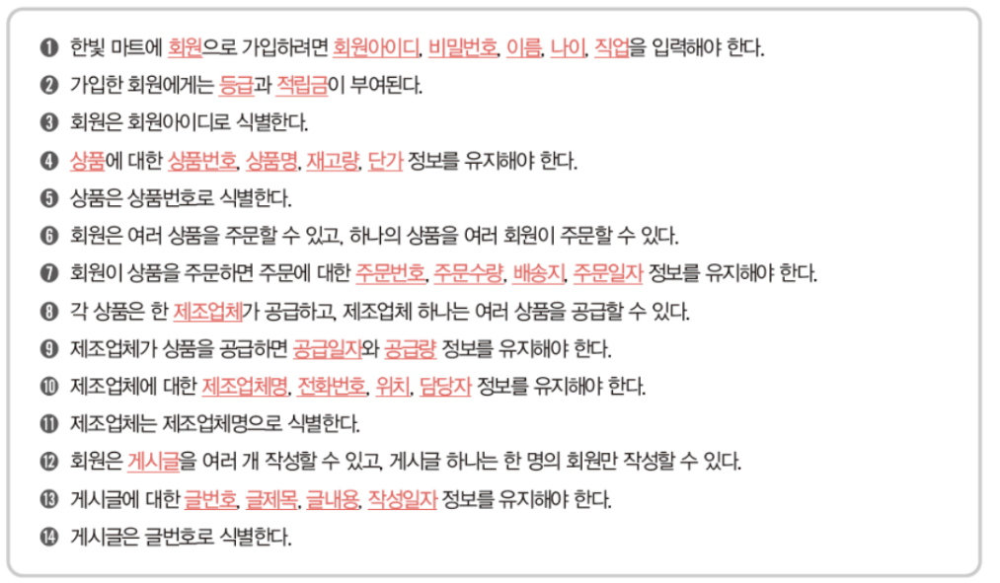 ❶ 한빛 마트에 회원으로 가입하려면 회원아이디, 비밀번호, 이름, 나이, 직업을 입력해야 한다.
❷ 가입한 회원에게는 등급과 적립금이 부여된다.
❸ 회원은 회원아이디로 식별한다.
❹ 상품에 대한 상품번호, 상품명, 재고량, 단가 정보를 유지해야 한다.
❺ 상품은 상품번호로 식별한다.
❻ 회원은 여러 상품을 주문할 수 있고, 하나의 상품을 여러 회원이 주문할 수 있다.
❼ 회원이 상품을 주문하면 주문에 대한 주문번호, 주문수량, 배송지, 주문일자 정보를 유지해야 한다.
❽ 각 상품은 한 제조업체가 공급하고, 제조업체 하나는 여러 상품을 공급할 수 있다.
❾ 제조업체가 상품을 공급하면 공급일자와 공급량 정보를 유지해야 한다.
❿ 제조업체에 대한 제조업체명, 전화번호, 위치, 담당자 정보를 유지해야 한다.
⓫ 제조업체는 제조업체명으로 식별한다.
⓬ 회원은 게시글을 여러 개 작성할 수 있고, 게시글 하나는 한 명의 회원만 작성할 수 있다.
⓭ 게시글에 대한 글번호, 글제목, 글내용, 작성일자 정보를 유지해야 한다.
⓮ 게시글은 글번호로 식별한다.